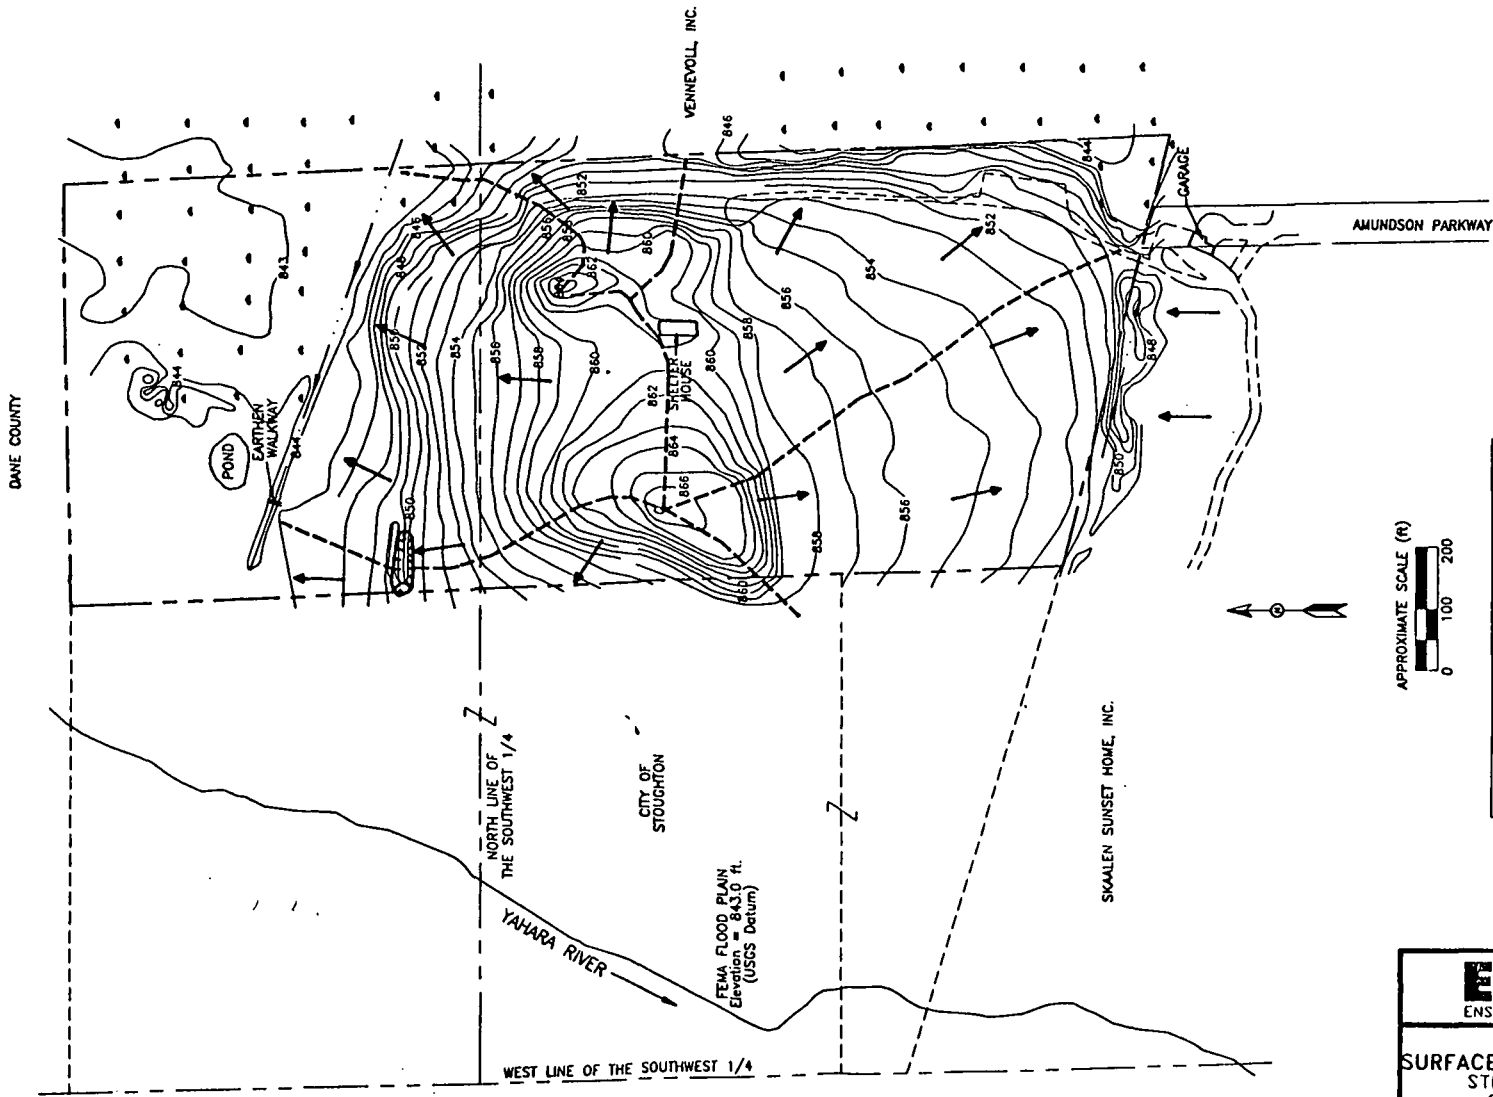 DANE COUNTY
VENNEVOLL, INC.
846
844
GARAGE
AMUNDSON PARKWAY
843
844
POND
EARTHEN
WALKWAY
844
846
848
850
852
854
856
858
860
850
852
856
858
860
862
860
SHELTER
HOUSE
862
864
866
858
856
854
852
858
856
860
848
850
NORTH LINE OF
THE SOUTHWEST 1/4
CITY OF
STOUGHTON
YAHARA RIVER
FEMA FLOOD PLAIN
Elevation = 843.0 ft.
(USGS Datum)
WEST LINE OF THE SOUTHWEST 1/4
SKAALEN SUNSET HOME, INC.
APPROXIMATE SCALE (ft)
0 100 200
ENS
SURFACE